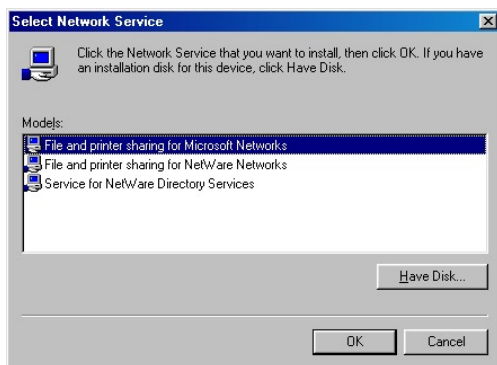 Select Network Service
Click the Network Service that you want to install, then click OK. If you have
an installation disk for this device, click Have Disk.
Models:
File and printer sharing for Microsoft Networks
File and printer sharing for NetWare Networks
Service for NetWare Directory Services
Have Disk...
OK
Cancel